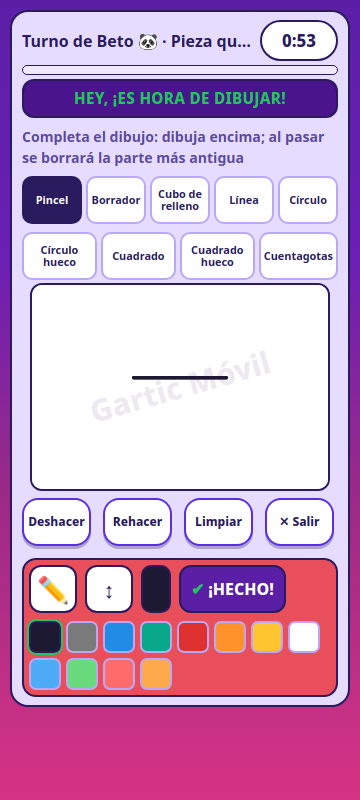 Turno de Beto 🐼 · Pieza qu...
0:53
HEY, ¡ES HORA DE DIBUJAR!
Completa el dibujo: dibuja encima; al pasar
se borrará la parte más antigua
Pincel
Borrador
Cubo de
relleno
Línea
Círculo
Círculo
hueco
Cuadrado
Cuadrado
hueco
Cuentagotas
Gartic Móvil
Deshacer
Rehacer
Limpiar
✕ Salir
✔ ¡HECHO!